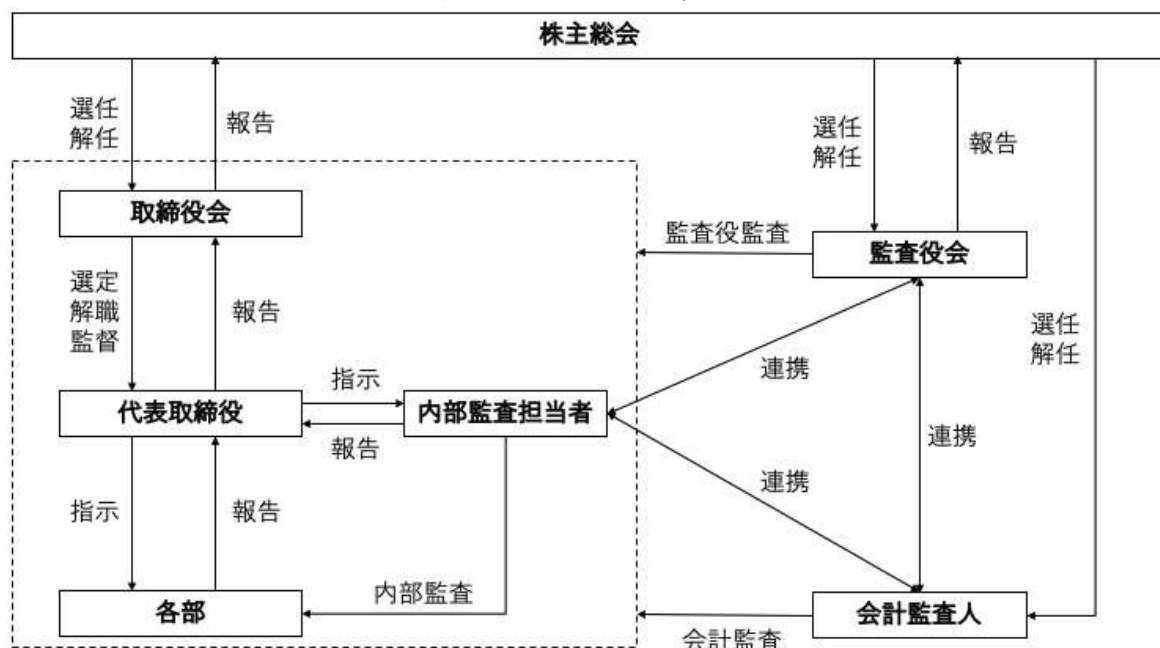 株主総会
選任
解任
報告
選任
解任
報告
取締役会
監査役監査
監査役会
選定
解職
監督
報告
選任
解任
連携
指示
代表取締役
内部監査担当者
報告
連携
連携
指示
報告
内部監査
各部
会計監査人
会計監査